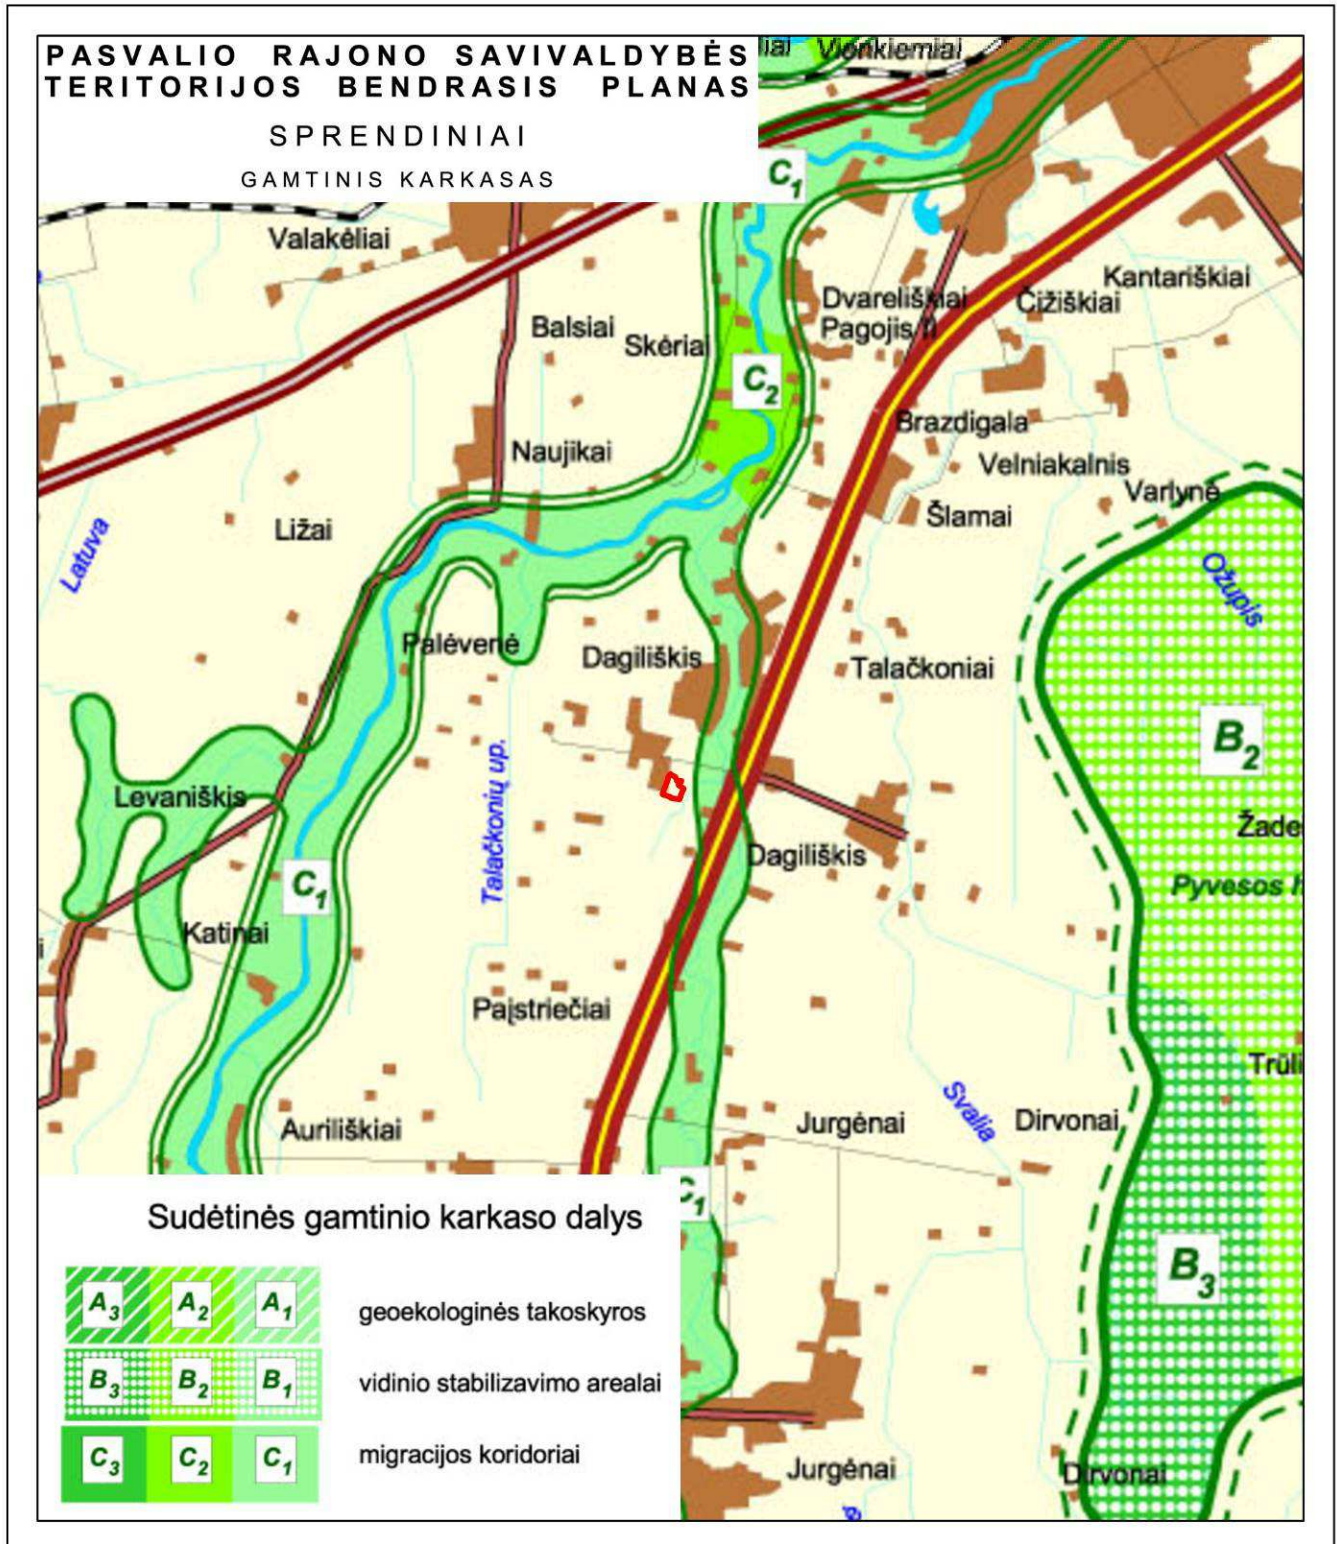 PASVALIO RAJONO SAVIVALDYBĖS
TERITORIJOS BENDRASIS PLANAS
SPRENDINIAI
GAMTINIS KARKASAS
C1
Valakėliai
Kantariškiai
Dvareliškiai
Čižiškiai
Pagojis II
Balsiai
Skėriai
C2
Brazdigala
Naujikai
Velniakalnis
Varlynė
Šlamai
Ližai
Latuva
Ožupis
Palėvenė
Dagiliškis
Talačkoniai
B2
Talačkonių up.
Levaniškis
Žade
Dagiliškis
C1
Pyvesos
Katinai
Paįstriečiai
Trūli
Svalia
Jurgėnai
Dirvonai
Auriliškiai
C1
B3
Jurgėnai
Dirvonai
Sudėtinės gamtinio karkaso dalys
A3 A2 A1 geoekologinės takoskyros
B3 B2 B1 vidinio stabilizavimo arealai
C3 C2 C1 migracijos koridoriai